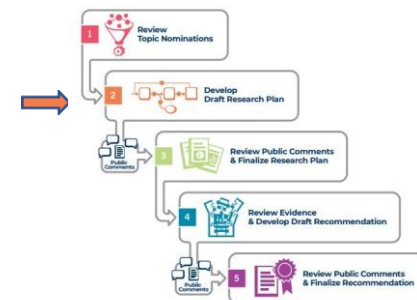 1
Review
Topic Nominations
2
Develop
Draft Research Plan
Public
Comments
3
Review Public Comments
& Finalize Research Plan
4
Review Evidence
& Develop Draft Recommendation
Public
Comments
5
Review Public Comments
& Finalize Recommendation